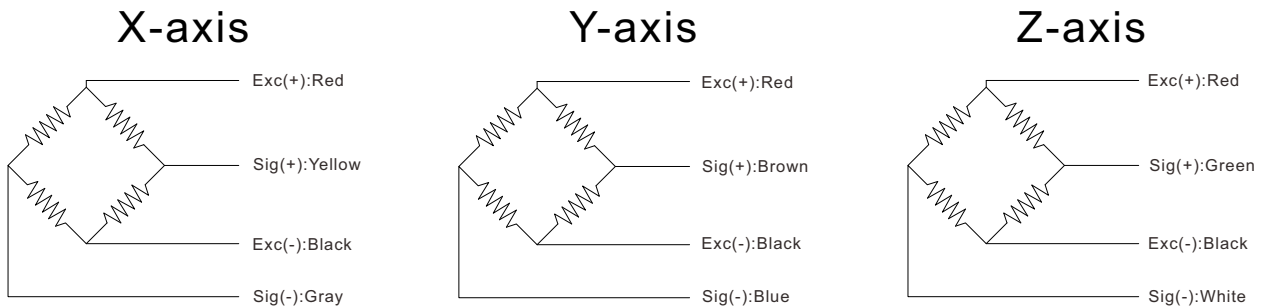 X-axis
Exc(+):Red
Sig(+):Yellow
Exc(-):Black
Sig(-):Gray
Y-axis
Exc(+):Red
Sig(+):Brown
Exc(-):Black
Sig(-):Blue
Z-axis
Exc(+):Red
Sig(+):Green
Exc(-):Black
Sig(-):White